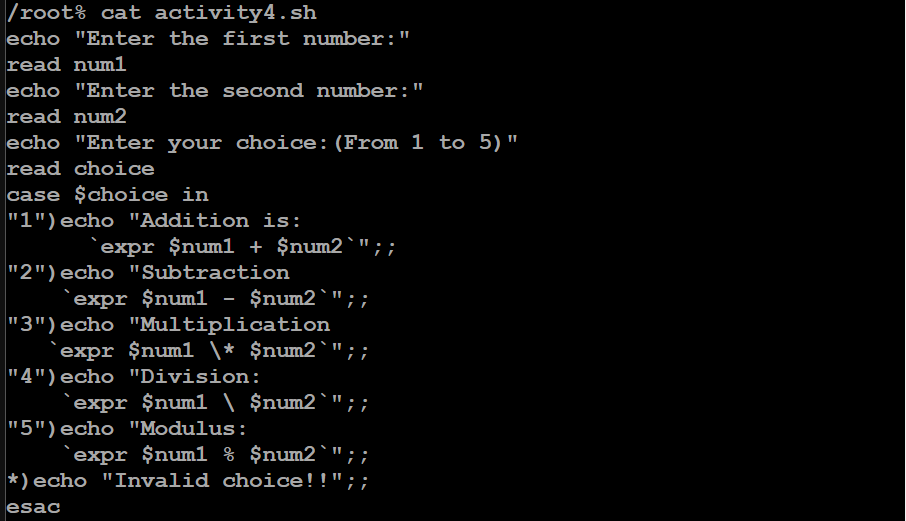 /root% cat activity4.sh
echo "Enter the first number:"
read num1
echo "Enter the second number:"
read num2
echo "Enter your choice:(From 1 to 5)"
read choice
case $choice in
"1")echo "Addition is:
      `expr $num1 + $num2`";;
"2")echo "Subtraction
    `expr $num1 - $num2`";;
"3")echo "Multiplication
   `expr $num1 \* $num2`";;
"4")echo "Division:
    `expr $num1 \ $num2`";;
"5")echo "Modulus:
    `expr $num1 % $num2`";;
*)echo "Invalid choice!!";;
esac